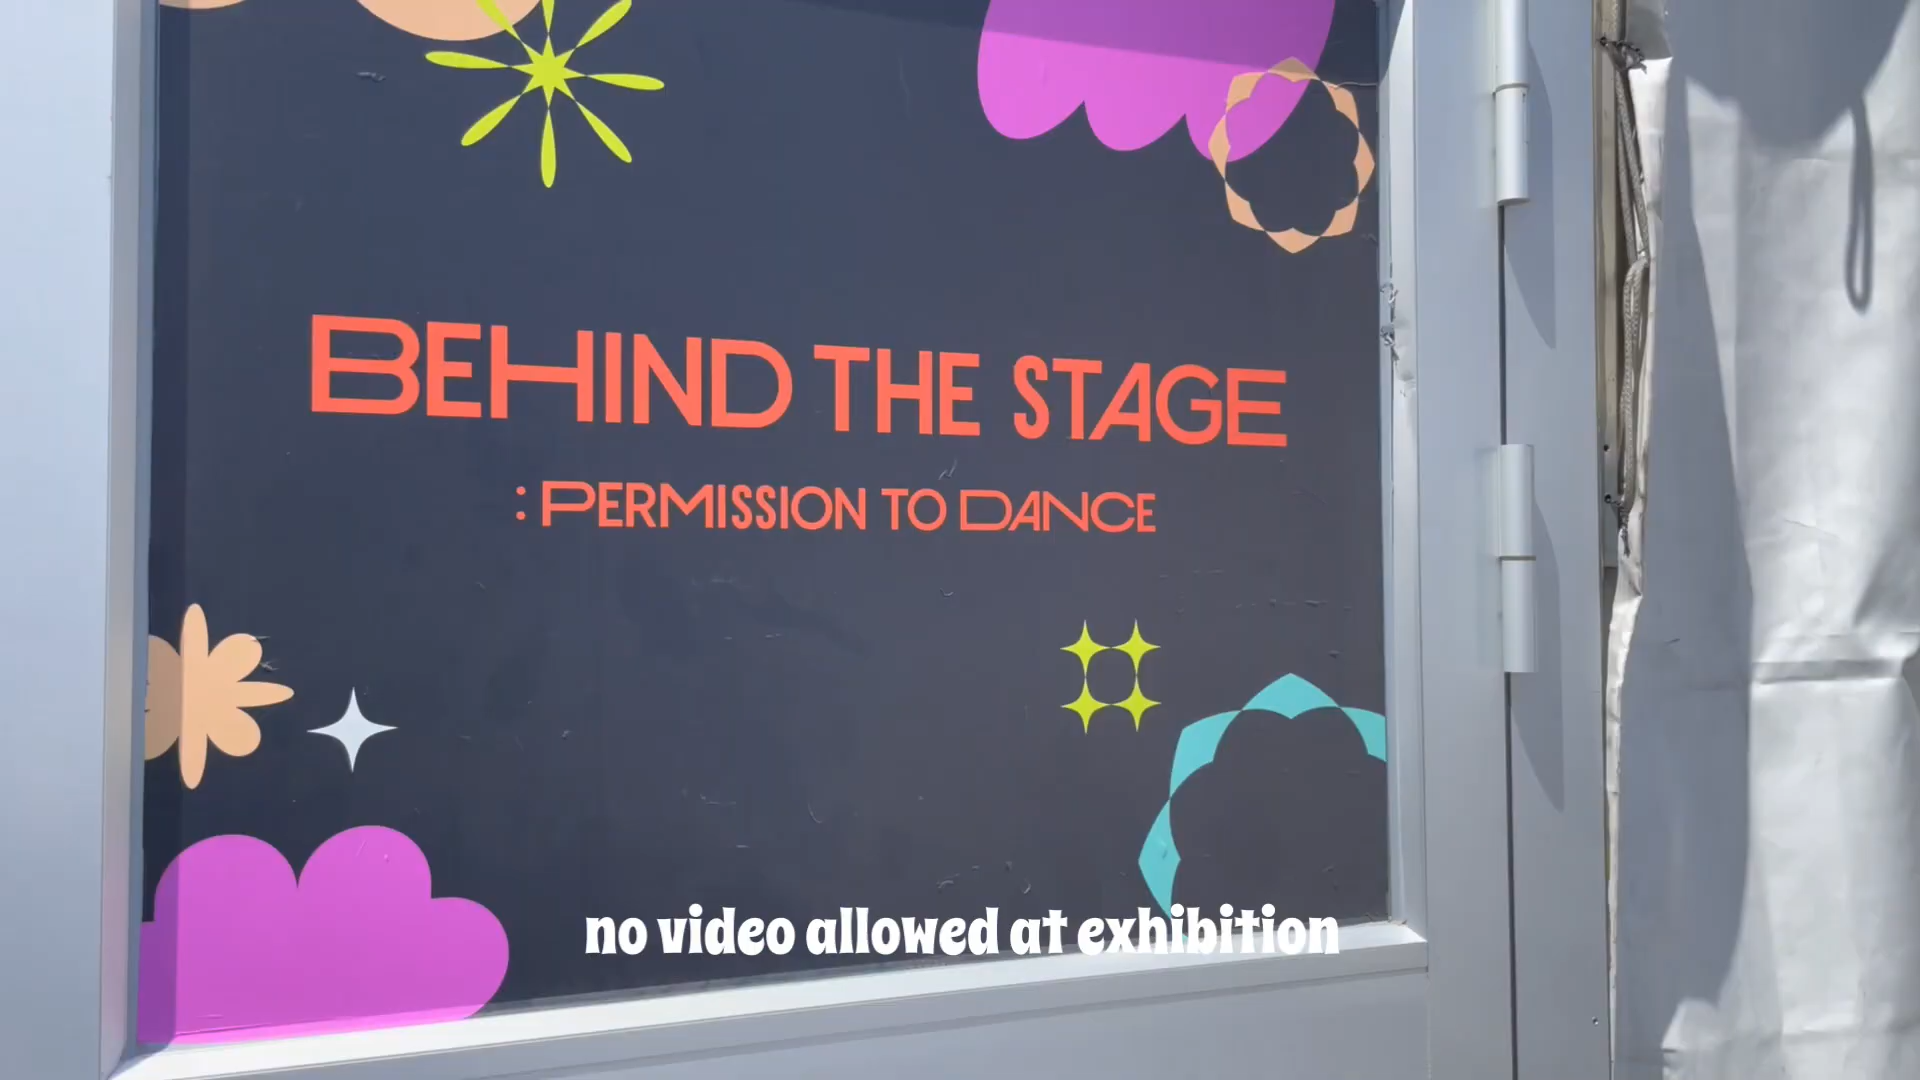 BEHIND THE STAGE
: PERMISSION TO DANCE
no video allowed at exhibition